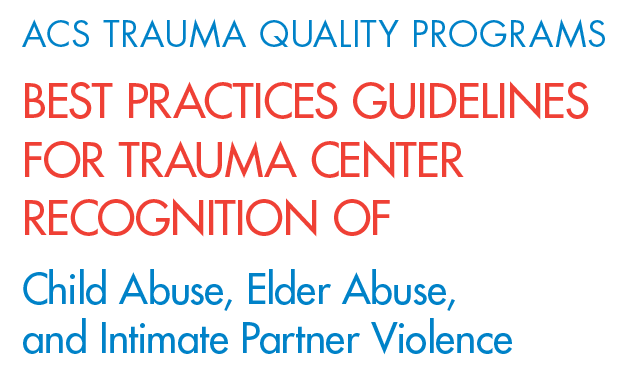 ACS TRAUMA QUALITY PROGRAMS
BEST PRACTICES GUIDELINES
FOR TRAUMA CENTER
RECOGNITION OF
Child Abuse, Elder Abuse,
and Intimate Partner Violence